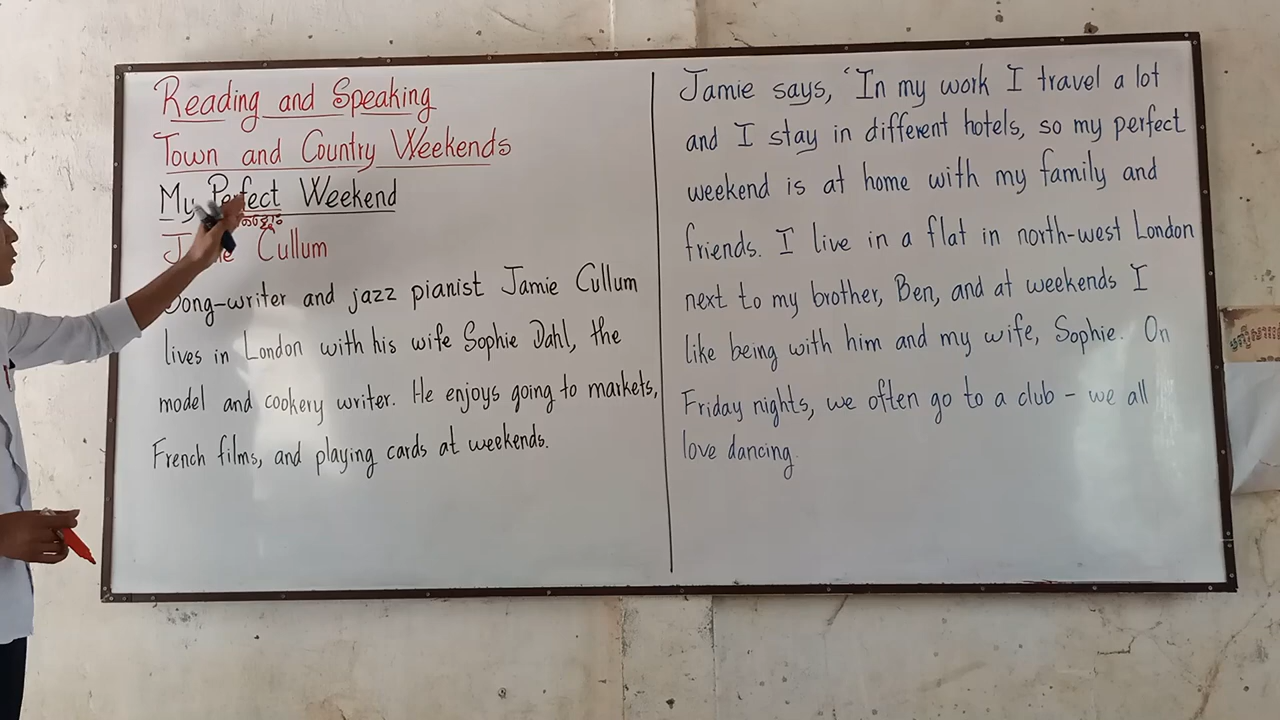 Reading and Speaking
Town and Country Weekends
My Perfect Weekend
Cullum
Song-writer and jazz pianist Jamie Cullum
lives in London with his wife Sophie Dahl, the
model and cookery writer. He enjoys going to markets,
French films, and playing cards at weekends.
Jamie says, 'In my work I travel a lot
and I stay in different hotels, so my perfect
weekend is at home with my family and
friends. I live in a flat in north-west London
next to my brother, Ben, and at weekends I
like being with him and my wife, Sophie. On
Friday nights, we often go to a club - we all
love dancing.